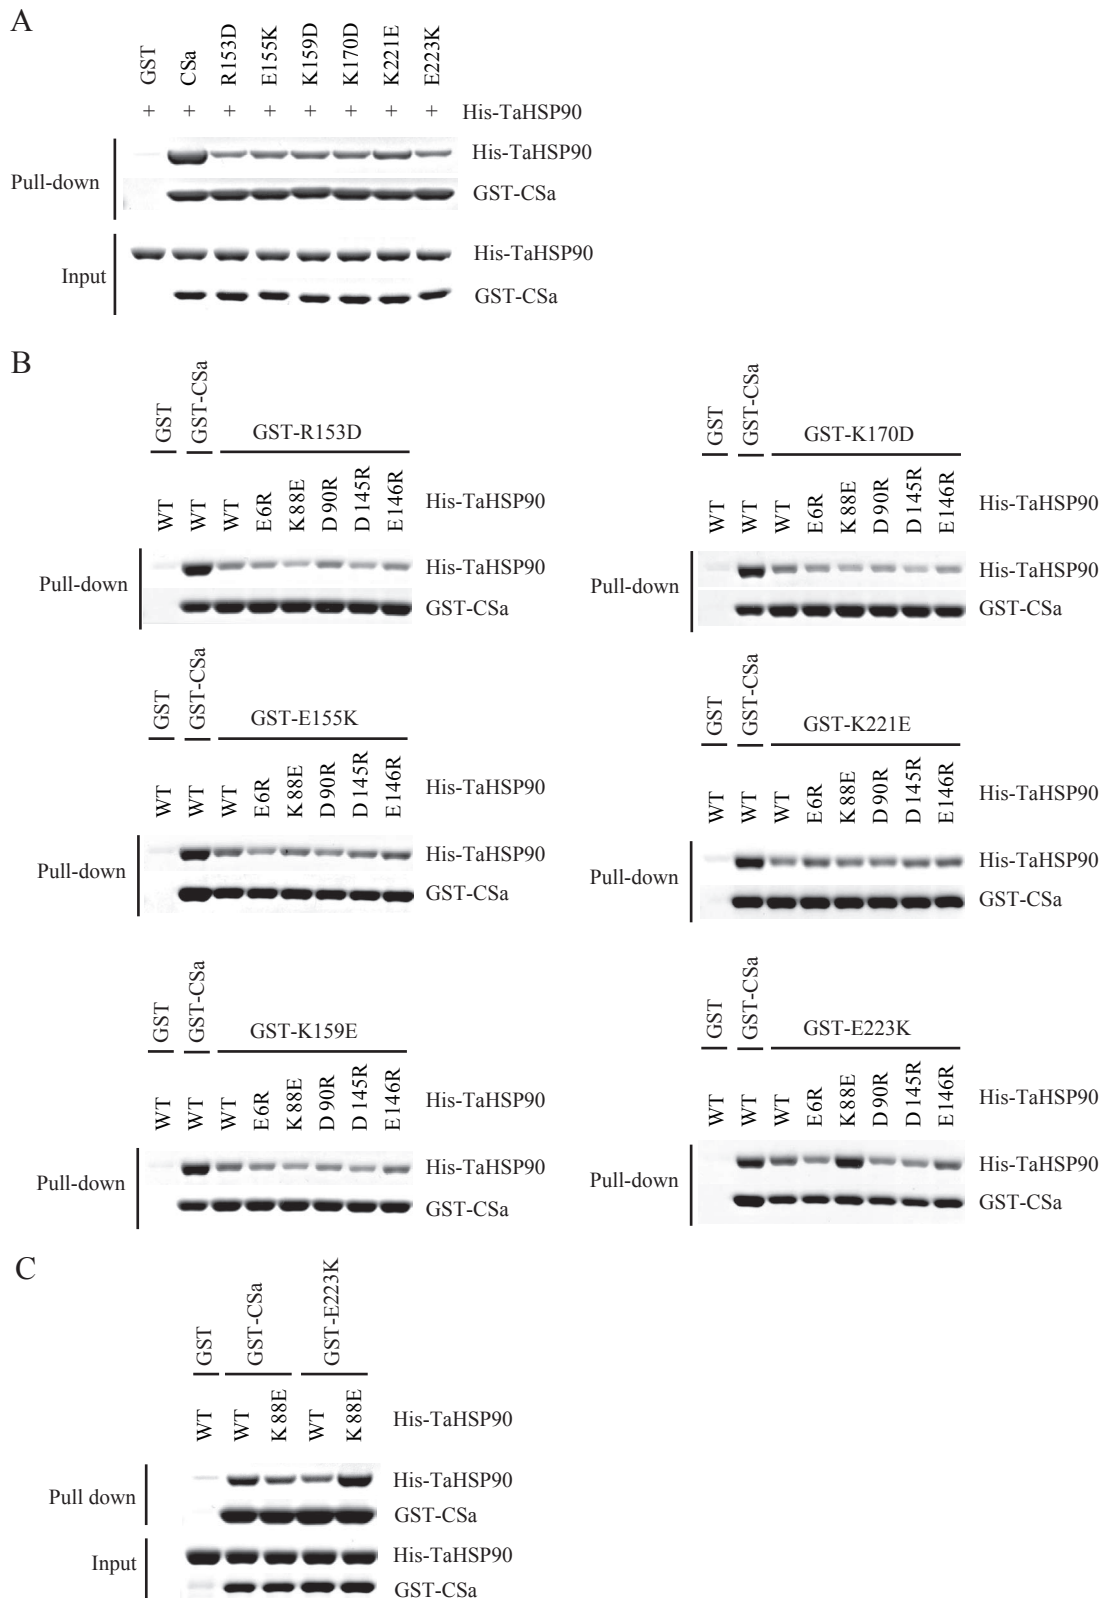 A
GST CSa R153D E155K K159D K170D K221E E223K
+ + + + + + + + His-TaHSP90
Pull-down
His-TaHSP90
GST-CSa
Input
His-TaHSP90
GST-CSa
B
GST GST-CSa GST-R153D
WT WT WT E6R K88E D90R D145R E146R His-TaHSP90
Pull-down
His-TaHSP90
GST-CSa
GST GST-CSa GST-K170D
WT WT WT E6R K88E D90R D145R E146R His-TaHSP90
Pull-down
His-TaHSP90
GST-CSa
GST GST-CSa GST-E155K
WT WT WT E6R K88E D90R D145R E146R His-TaHSP90
Pull-down
His-TaHSP90
GST-CSa
GST GST-CSa GST-K221E
WT WT WT E6R K88E D90R D145R E146R His-TaHSP90
Pull-down
His-TaHSP90
GST-CSa
GST GST-CSa GST-K159E
WT WT WT E6R K88E D90R D145R E146R His-TaHSP90
Pull-down
His-TaHSP90
GST-CSa
GST GST-CSa GST-E223K
WT WT WT E6R K88E D90R D145R E146R His-TaHSP90
Pull-down
His-TaHSP90
GST-CSa
C
GST GST-CSa GST-E223K
WT WT K88E WT K88E His-TaHSP90
Pull down
His-TaHSP90
GST-CSa
Input
His-TaHSP90
GST-CSa